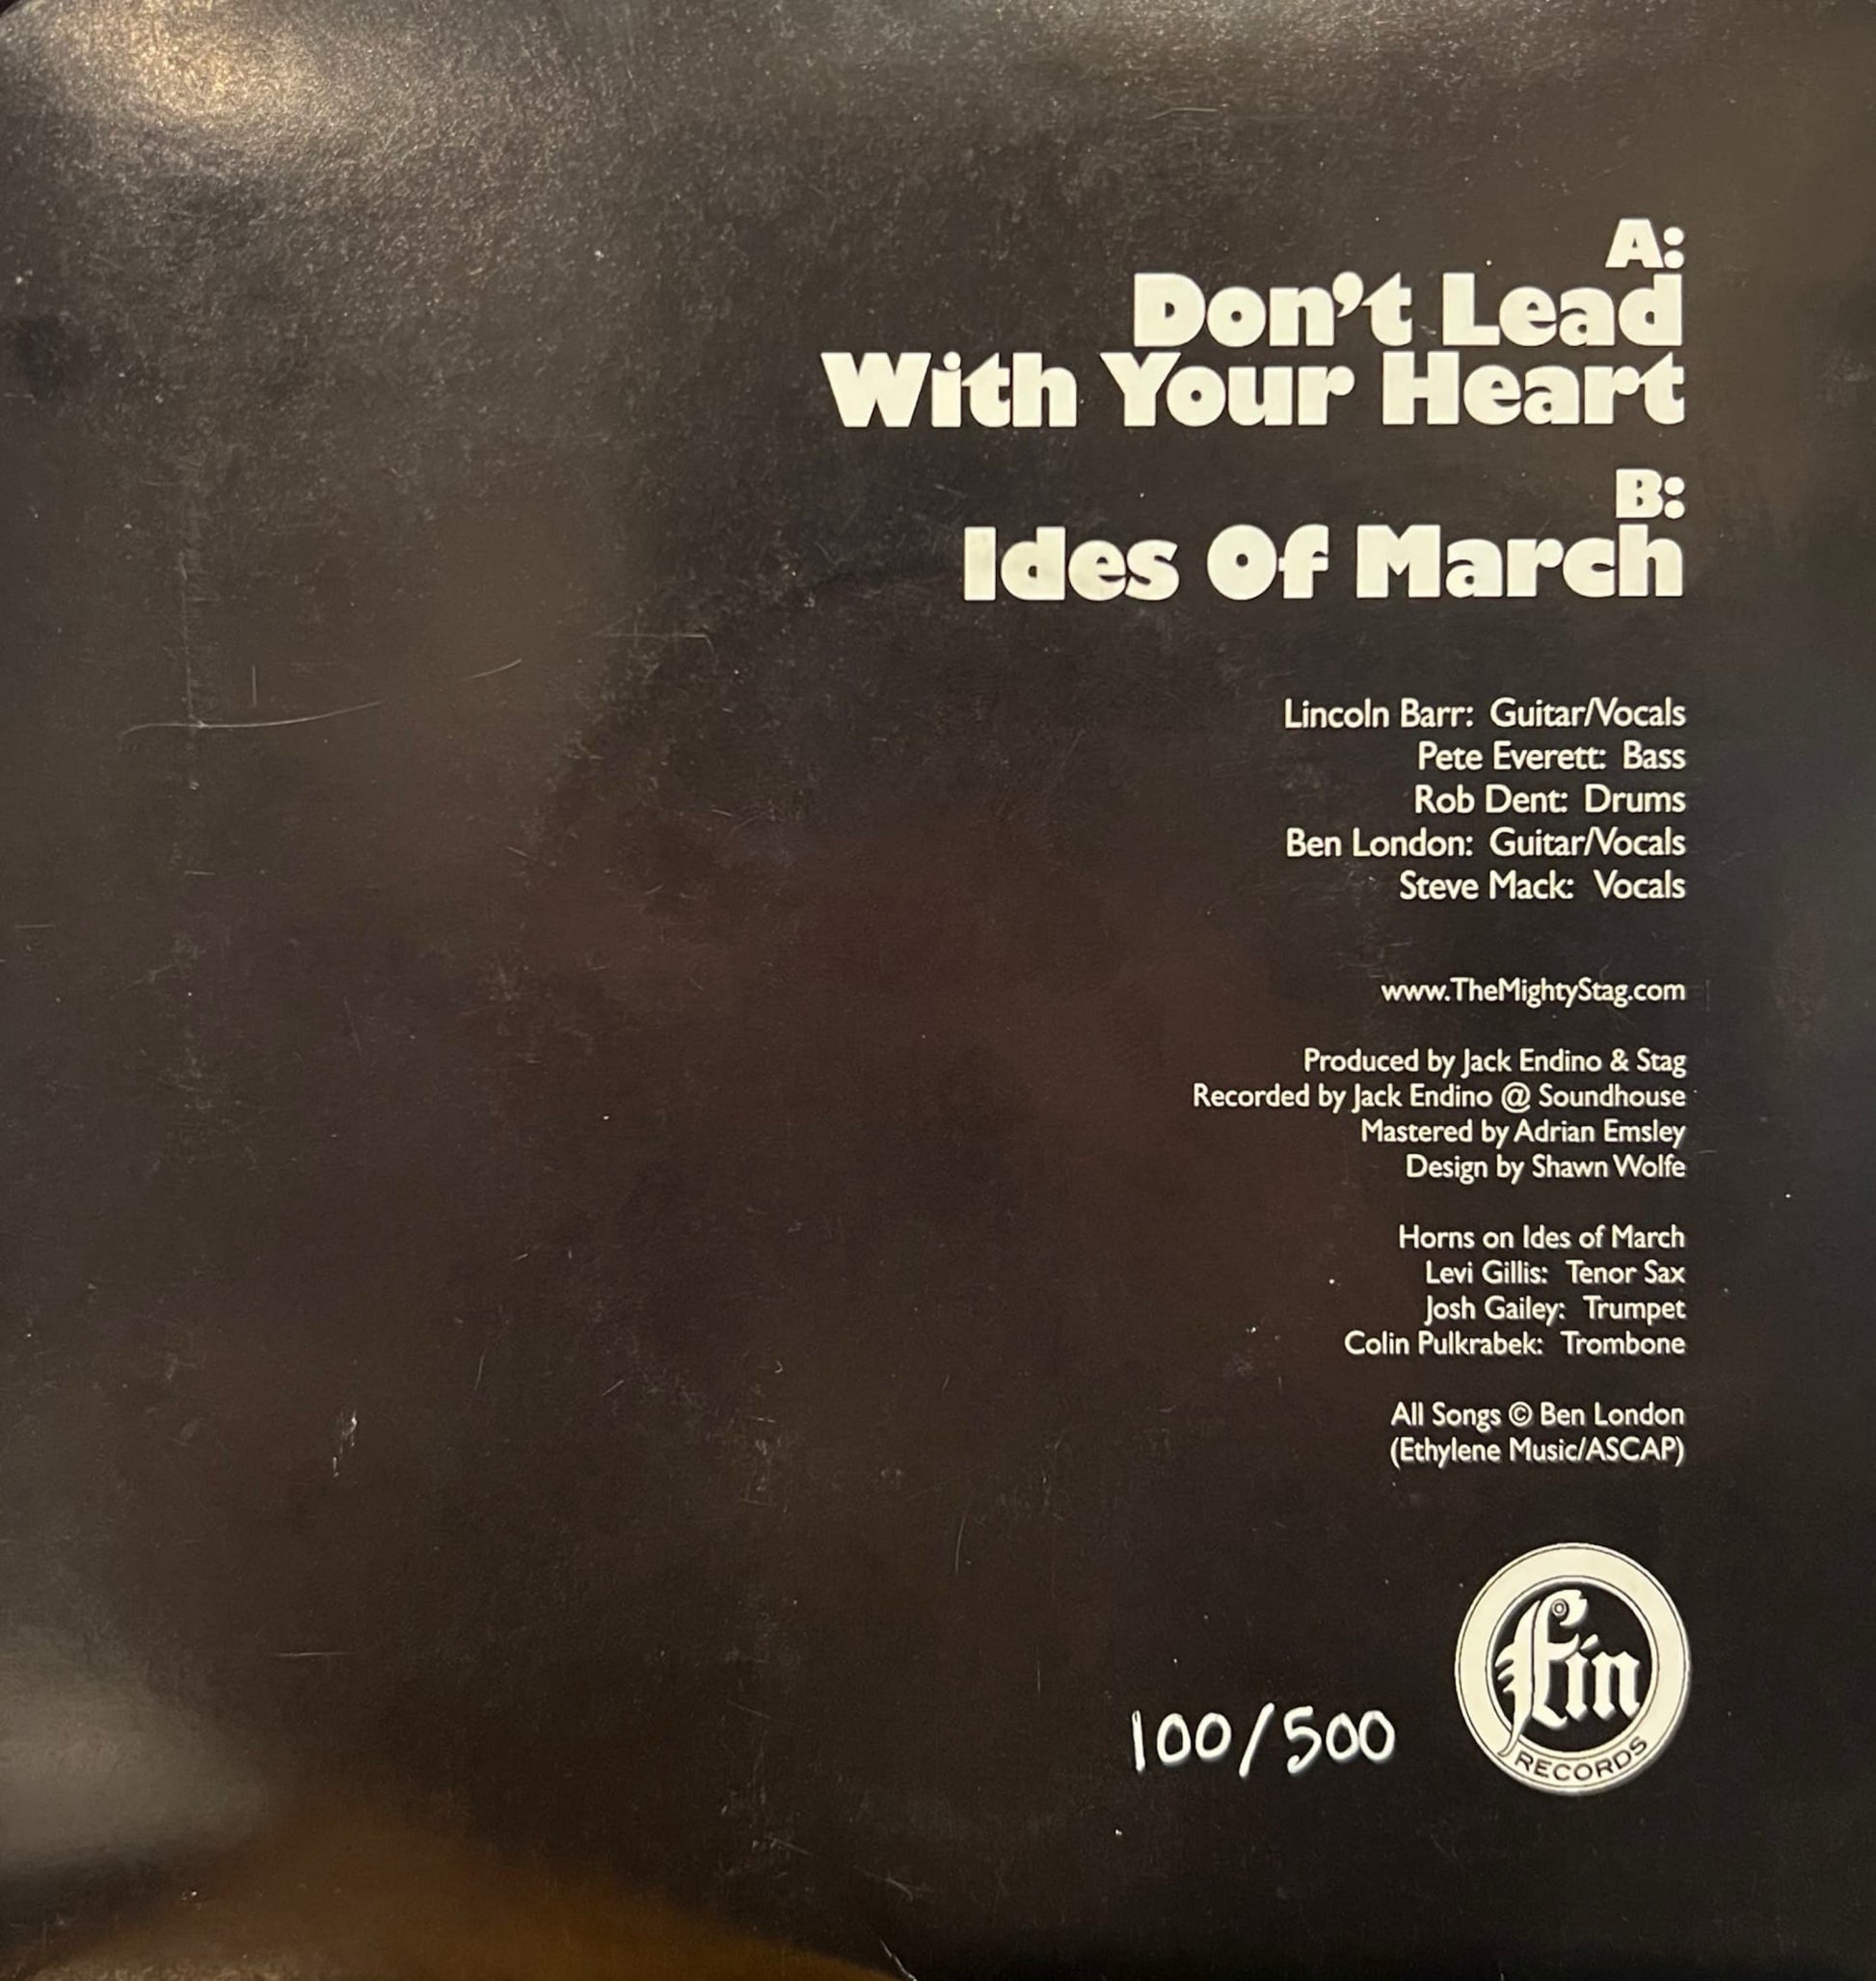 A:
Don't Lead
With Your Heart
B:
Ides Of March
Lincoln Barr: Guitar/Vocals
Pete Everett: Bass
Rob Dent: Drums
Ben London: Guitar/Vocals
Steve Mack: Vocals
www.TheMightyStag.com
Produced by Jack Endino & Stag
Recorded by Jack Endino @ Soundhouse
Mastered by Adrian Emsley
Design by Shawn Wolfe
Horns on Ides of March
Levi Gillis: Tenor Sax
Josh Gailey: Trumpet
Colin Pulkrabek: Trombone
All Songs © Ben London
(Ethylene Music/ASCAP)
fin
RECORDS
100/500